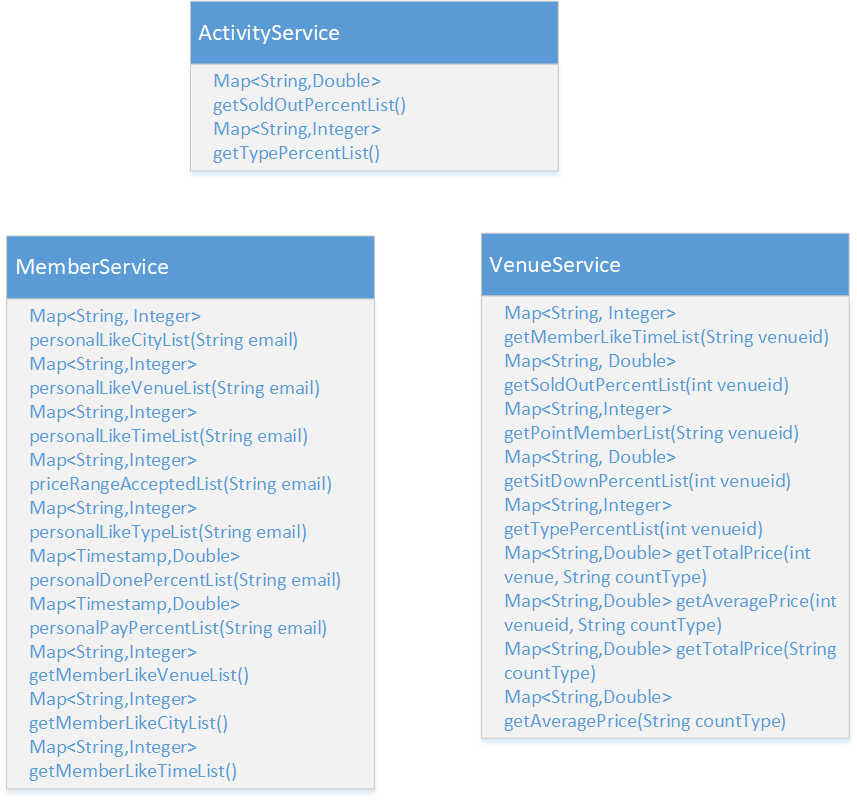 ActivityService
Map<String,Double>
getSoldOutPercentList()
Map<String,Integer>
getTypePercentList()
MemberService
Map<String, Integer>
personalLikeCityList(String email)
Map<String,Integer>
personalLikeVenueList(String email)
Map<String,Integer>
personalLikeTimeList(String email)
Map<String,Integer>
priceRangeAcceptedList(String email)
Map<String,Integer>
personalLikeTypeList(String email)
Map<Timestamp,Double>
personalDonePercentList(String email)
Map<Timestamp,Double>
personalPayPercentList(String email)
Map<String,Integer>
getMemberLikeVenueList()
Map<String,Integer>
getMemberLikeCityList()
Map<String,Integer>
getMemberLikeTimeList()
VenueService
Map<String, Integer>
getMemberLikeTimeList(String venueid)
Map<String, Double>
getSoldOutPercentList(int venueid)
Map<String,Integer>
getPointMemberList(String venueid)
Map<String, Double>
getSitDownPercentList(int venueid)
Map<String,Integer>
getTypePercentList(int venueid)
Map<String,Double> getTotalPrice(int
venue, String countType)
Map<String,Double> getAveragePrice(int
venueid, String countType)
Map<String,Double> getTotalPrice(String
countType)
Map<String,Double>
getAveragePrice(String countType)